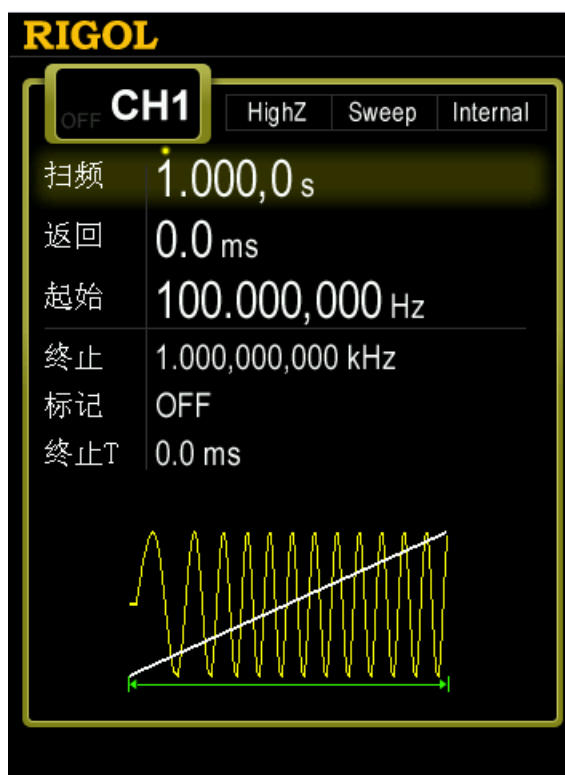 RIGOL
OFF CH1 HighZ Sweep Internal
扫频 1.000,0 s
返回 0.0 ms
起始 100.000,000 Hz
终止 1.000,000,000 kHz
标记 OFF
终止T 0.0 ms